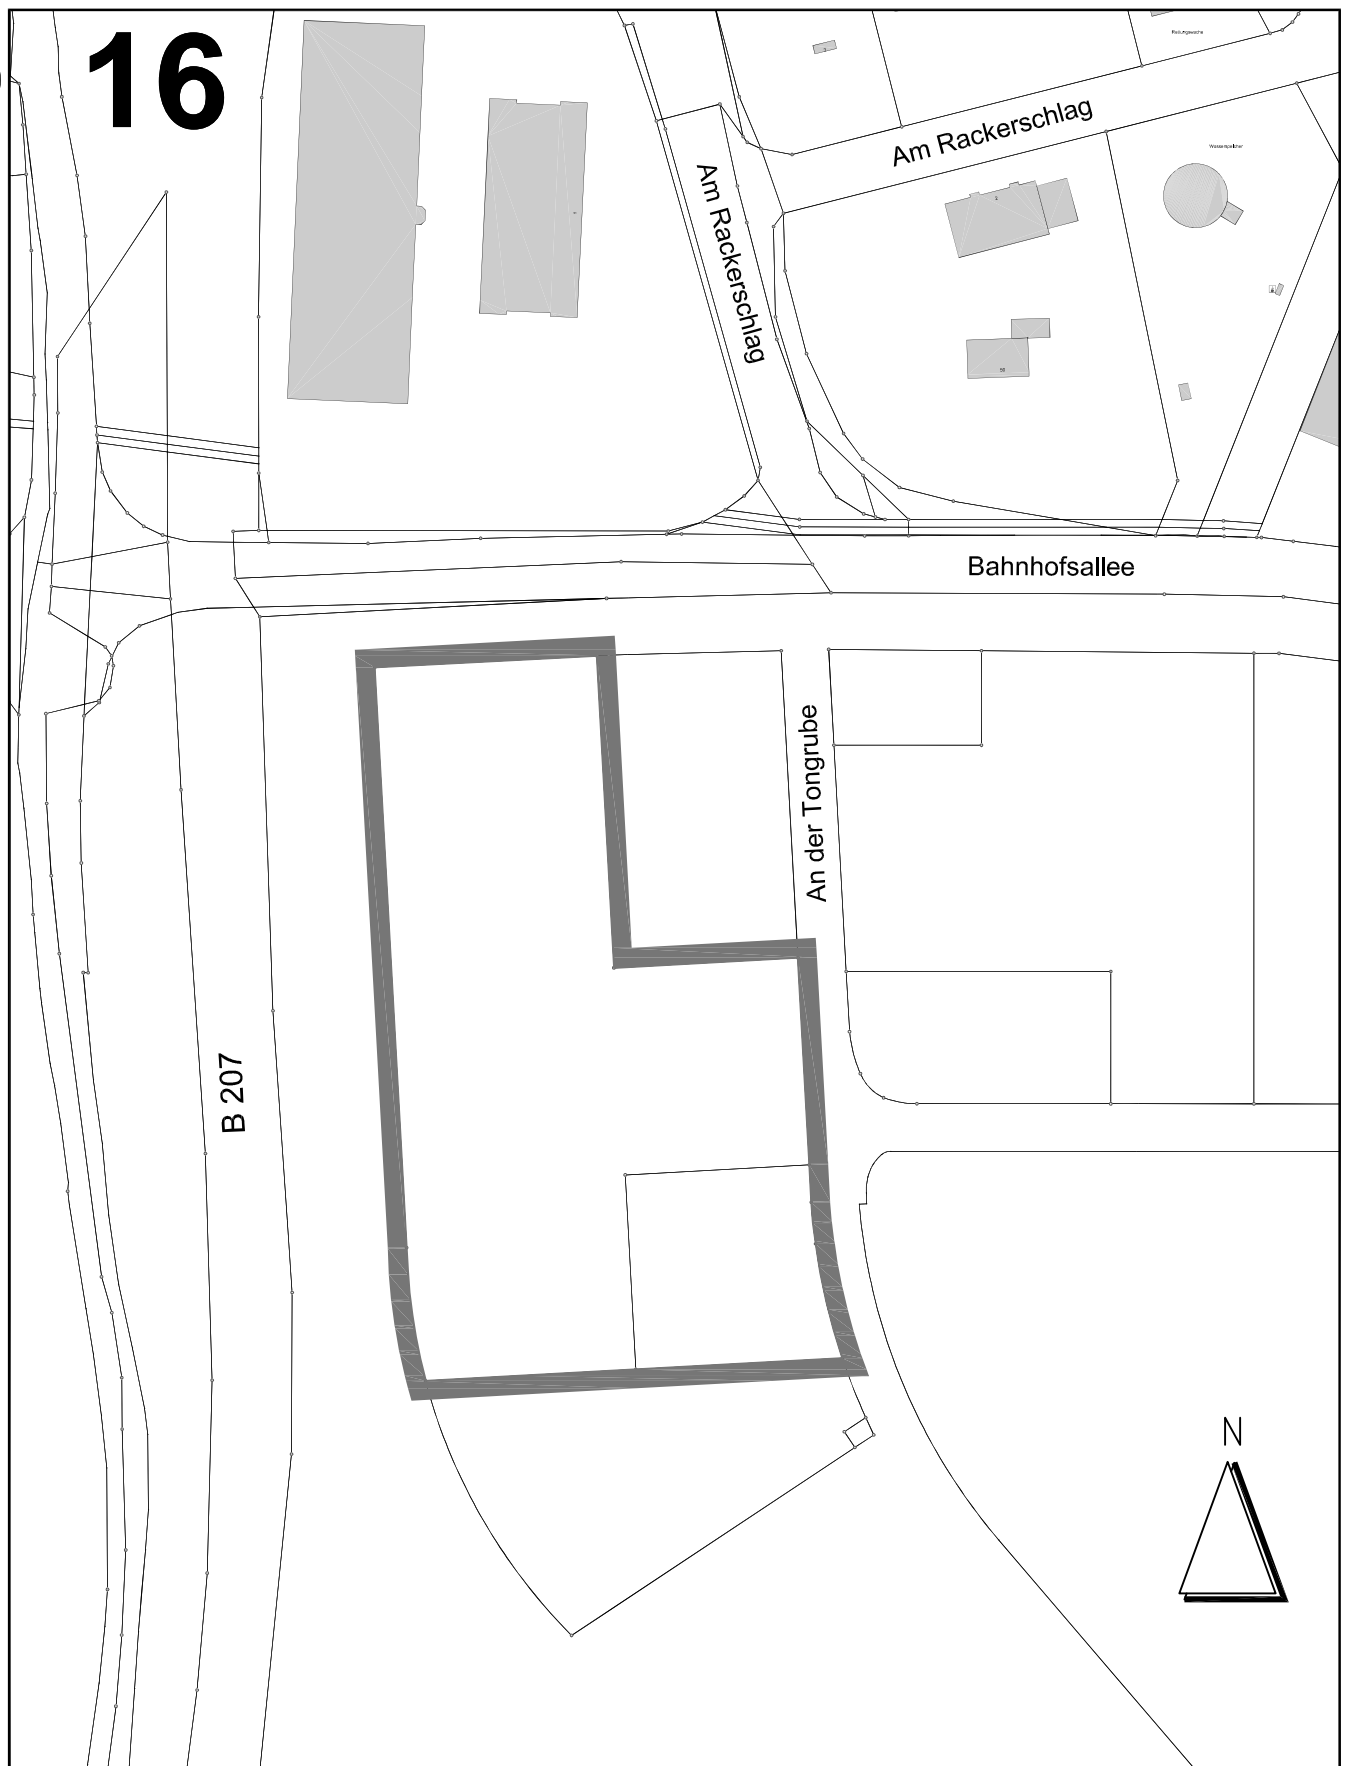 16
Am Rackerschlag
Am Rackerschlag
Bahnhofsallee
An der Tongrube
B 207
N